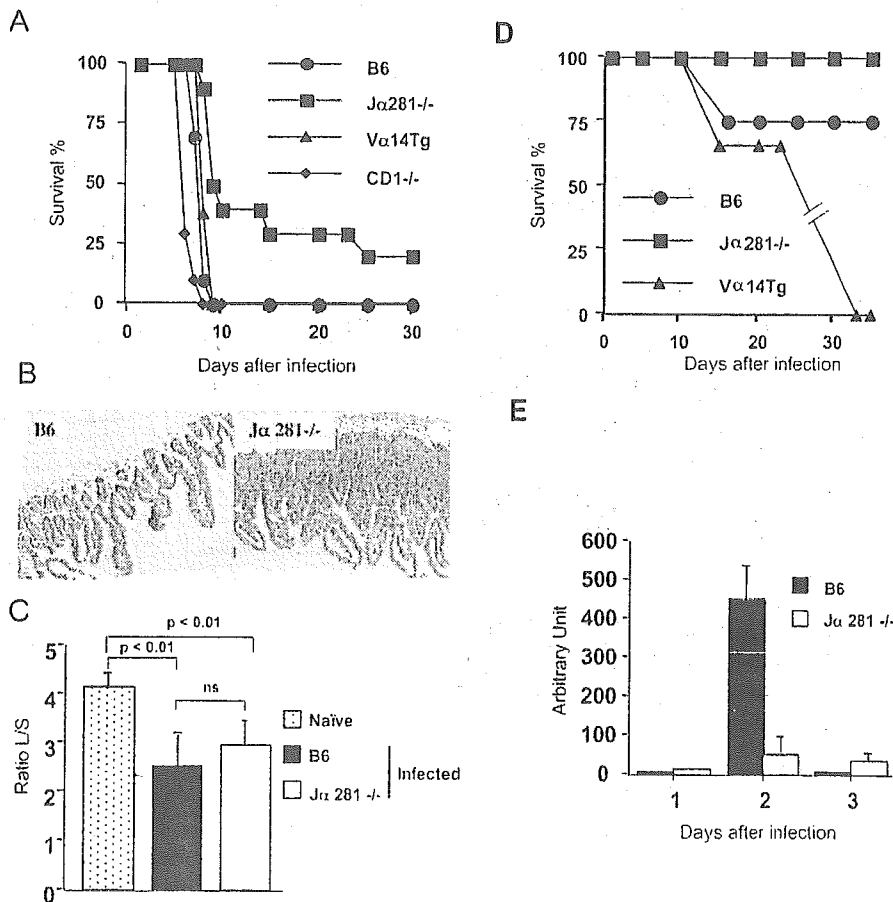 A
100
75
50
25
0
Survival %
B6
Jα281-/-
Vα14Tg
CD1-/-
0
10
20
30
Days after infection
B
B6
Jα 281-/-
C
p < 0.01
p < 0.01
ns
5
4
3
2
1
0
Ratio L/S
Naïve
B6
Jα 281 -/-
Infected
D
100
75
50
25
0
Survival %
B6
Jα281-/-
Vα14Tg
0
10
20
30
Days after infection
E
600
500
400
300
200
100
0
Arbitrary Unit
B6
Jα 281 -/-
1
2
3
Days after infection